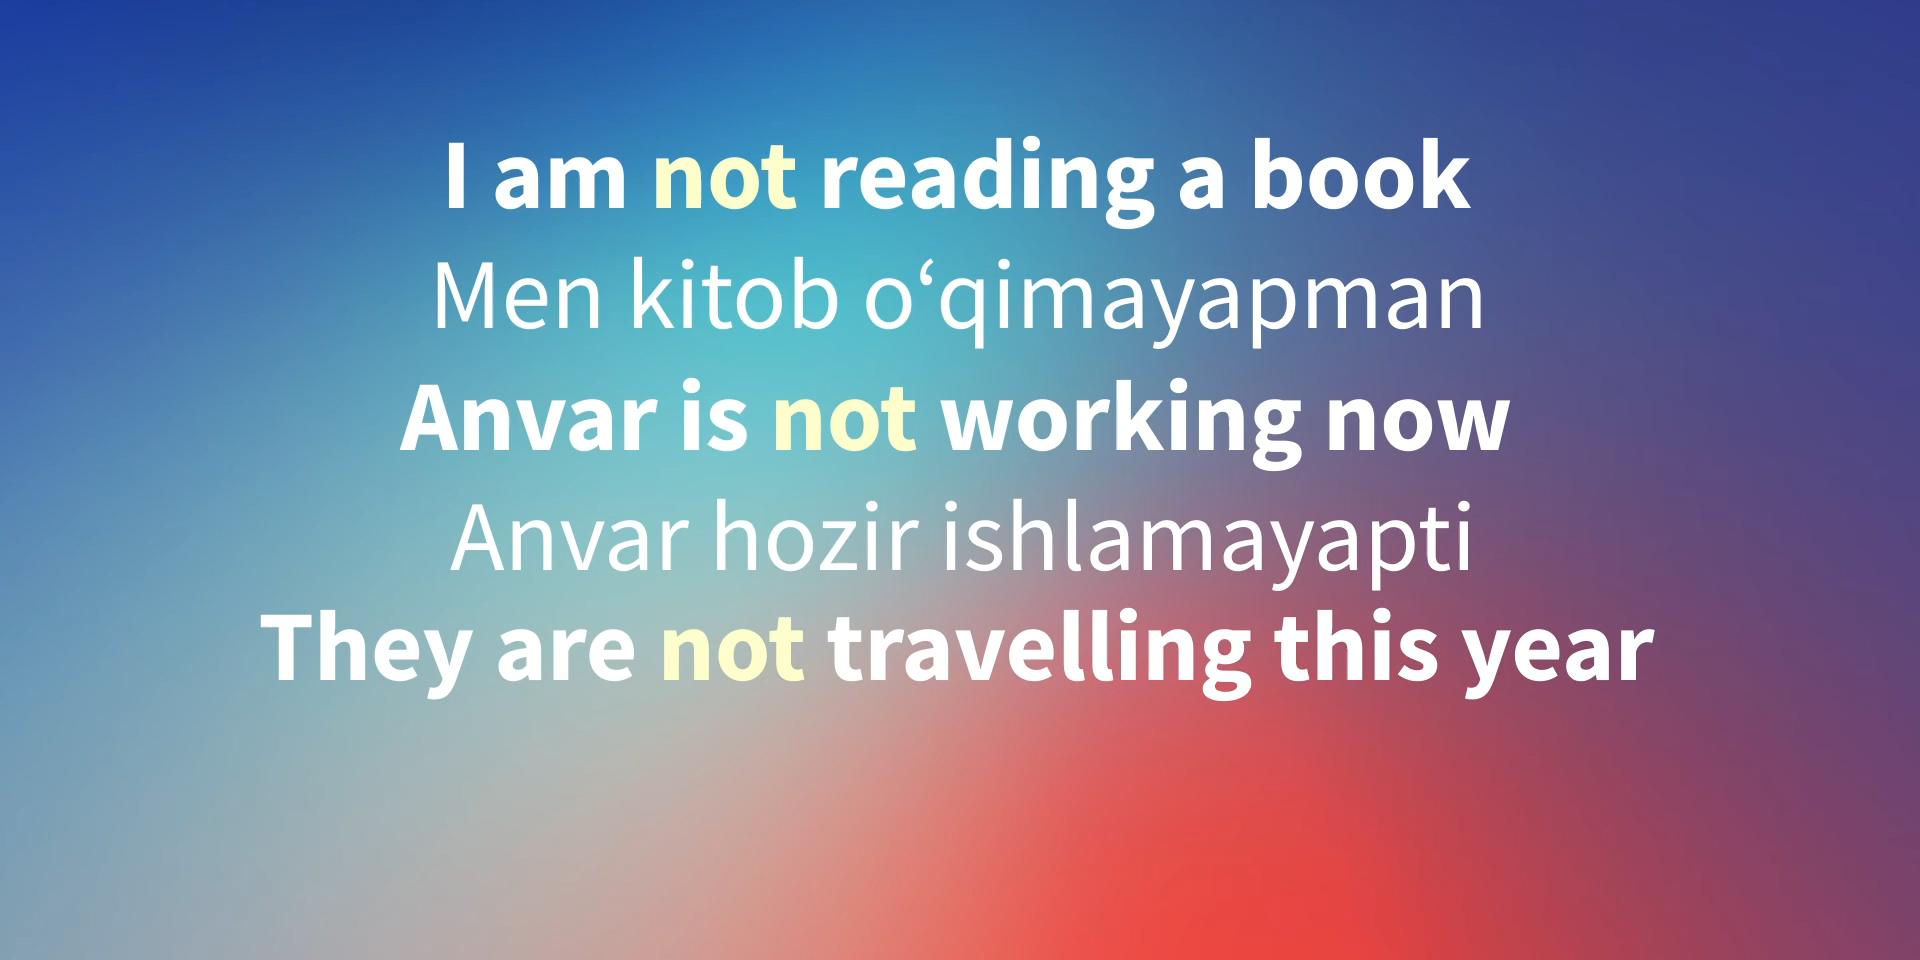 I am not reading a book
Men kitob o‘qimayapman
Anvar is not working now
Anvar hozir ishlamayapti
They are not travelling this year